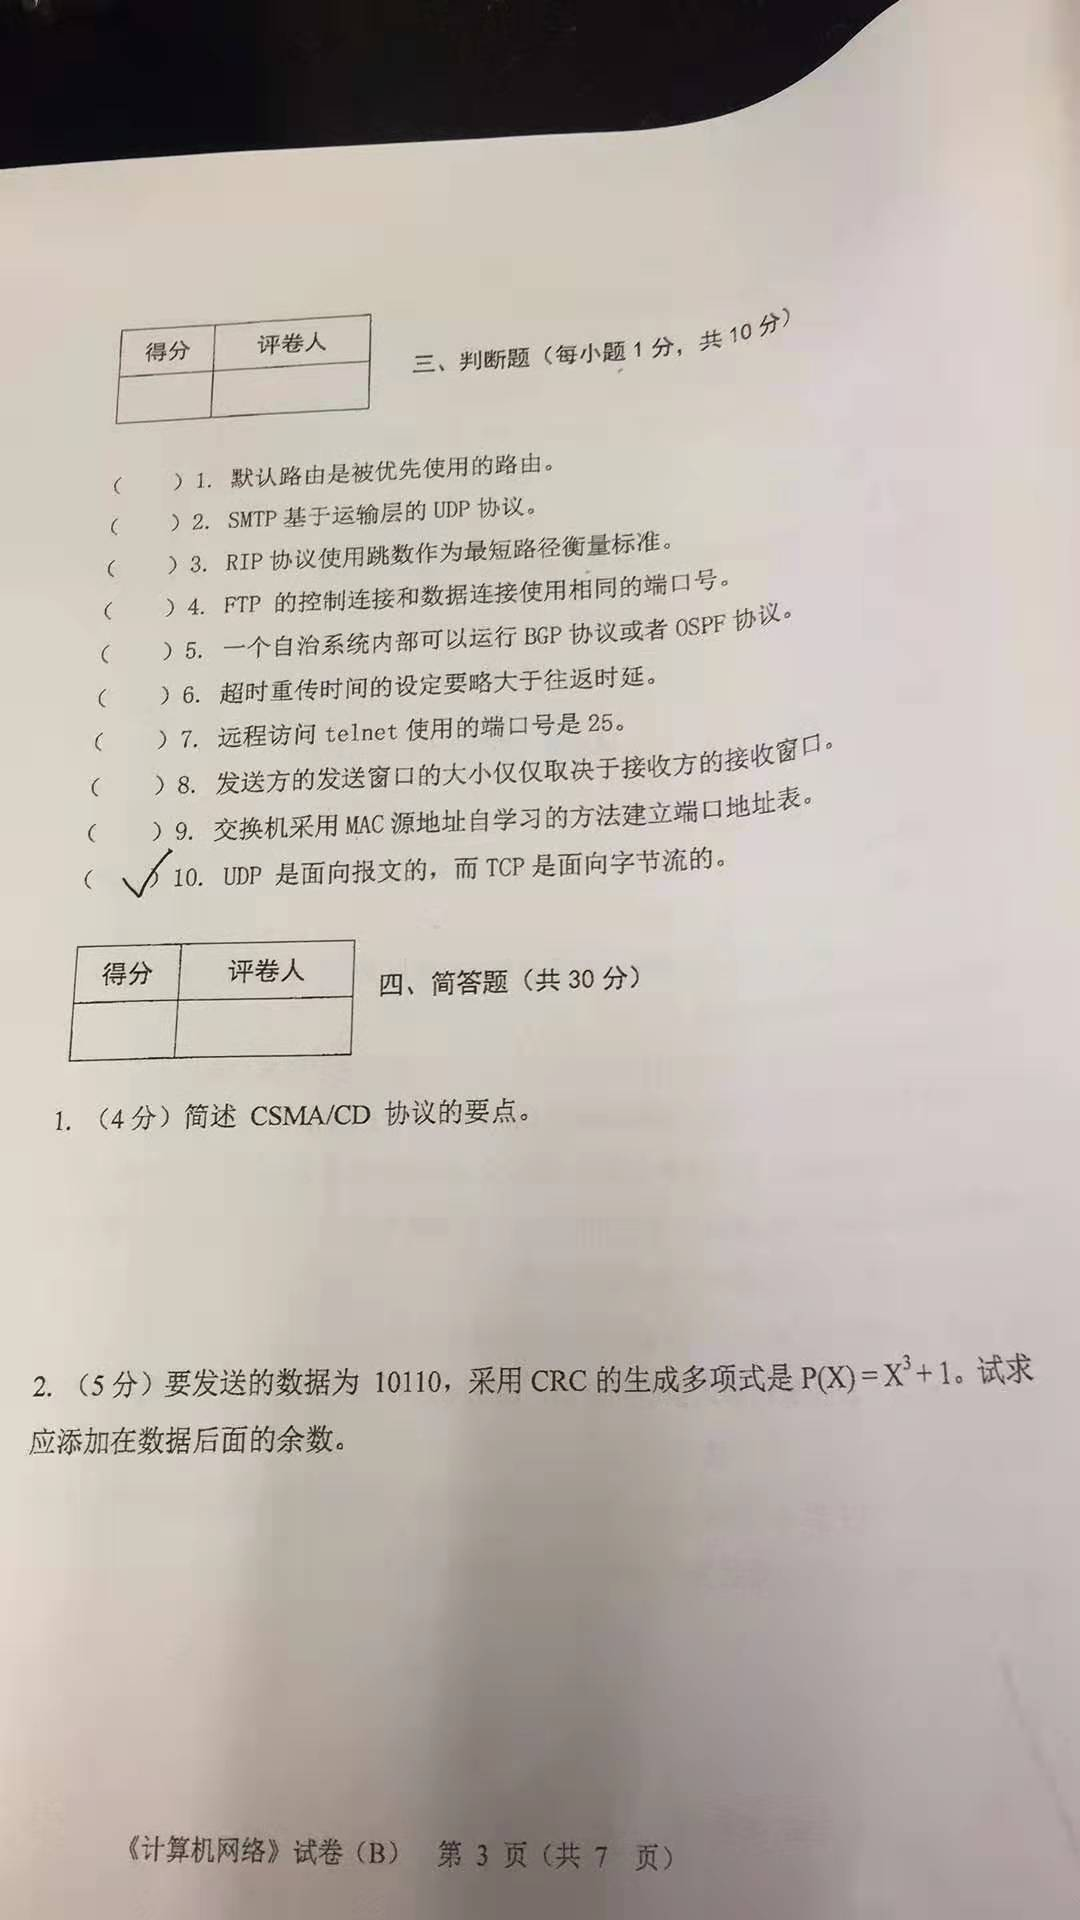 得分 评卷人
三、判断题（每小题 1 分，共 10 分）
（ ）1. 默认路由是被优先使用的路由。
（ ）2. SMTP 基于运输层的 UDP 协议。
（ ）3. RIP 协议使用跳数作为最短路径衡量标准。
（ ）4. FTP 的控制连接和数据连接使用相同的端口号。
（ ）5. 一个自治系统内部可以运行 BGP 协议或者 OSPF 协议。
（ ）6. 超时重传时间的设定要略大于往返时延。
（ ）7. 远程访问 telnet 使用的端口号是 25。
（ ）8. 发送方的发送窗口的大小仅仅取决于接收方的接收窗口。
（ ）9. 交换机采用 MAC 源地址自学习的方法建立端口地址表。
（ ✓ ）10. UDP 是面向报文的，而 TCP 是面向字节流的。
得分 评卷人
四、简答题（共 30 分）
1. （4 分）简述 CSMA/CD 协议的要点。
2. （5 分）要发送的数据为 10110，采用 CRC 的生成多项式是 P(X)=X³+1。试求
应添加在数据后面的余数。
《计算机网络》试卷（B） 第 3 页（共 7 页）